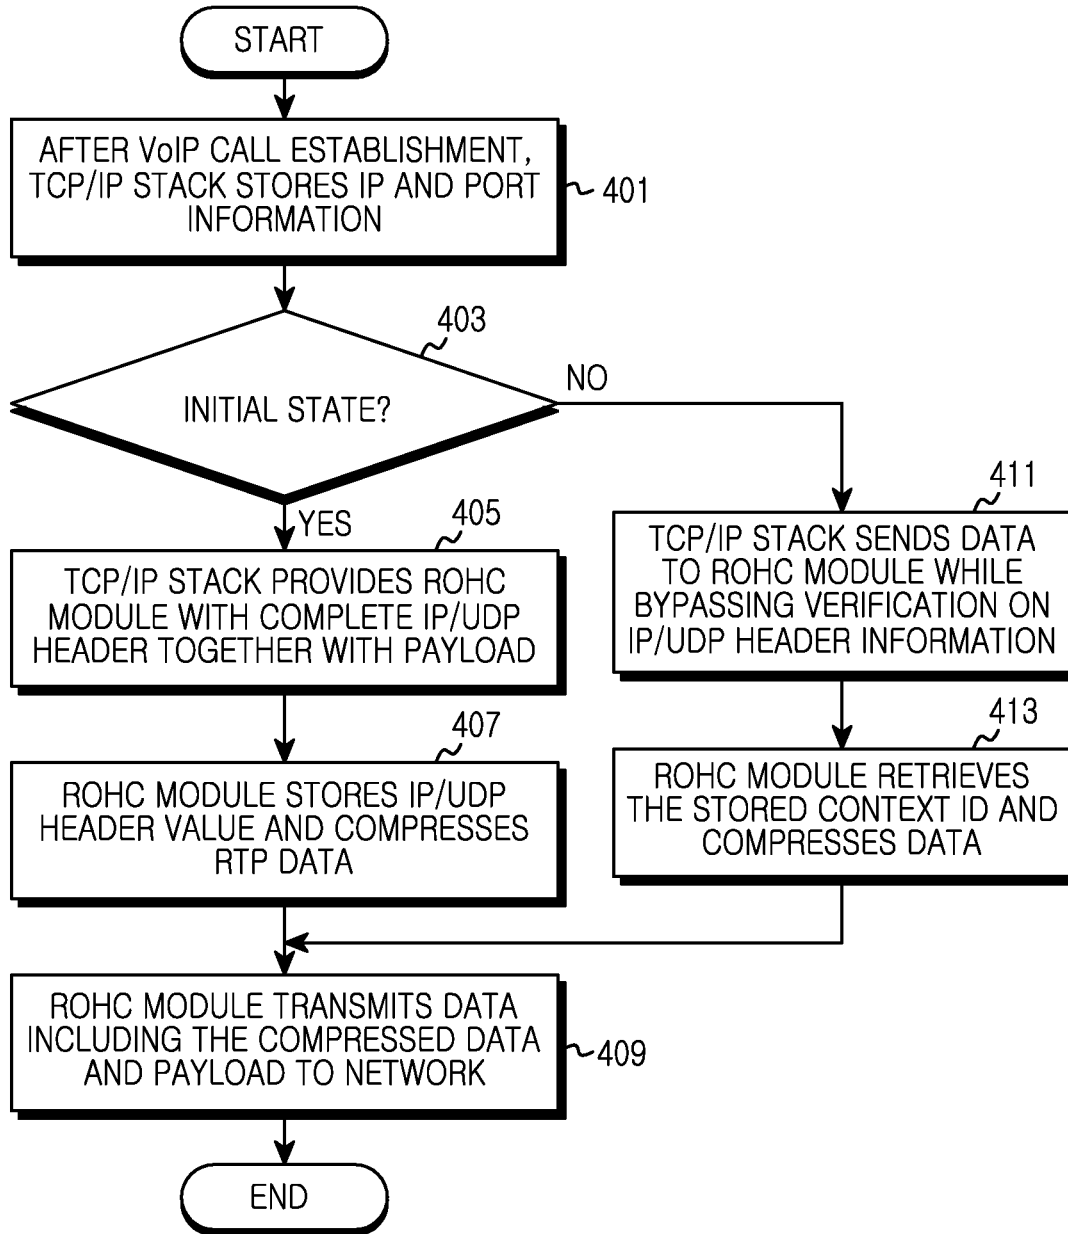 START
AFTER VoIP CALL ESTABLISHMENT,
TCP/IP STACK STORES IP AND PORT
INFORMATION
401
403
INITIAL STATE?
NO
YES
405
TCP/IP STACK PROVIDES ROHC
MODULE WITH COMPLETE IP/UDP
HEADER TOGETHER WITH PAYLOAD
407
ROHC MODULE STORES IP/UDP
HEADER VALUE AND COMPRESSES
RTP DATA
411
TCP/IP STACK SENDS DATA
TO ROHC MODULE WHILE
BYPASSING VERIFICATION ON
IP/UDP HEADER INFORMATION
413
ROHC MODULE RETRIEVES
THE STORED CONTEXT ID AND
COMPRESSES DATA
ROHC MODULE TRANSMITS DATA
INCLUDING THE COMPRESSED DATA
AND PAYLOAD TO NETWORK
409
END